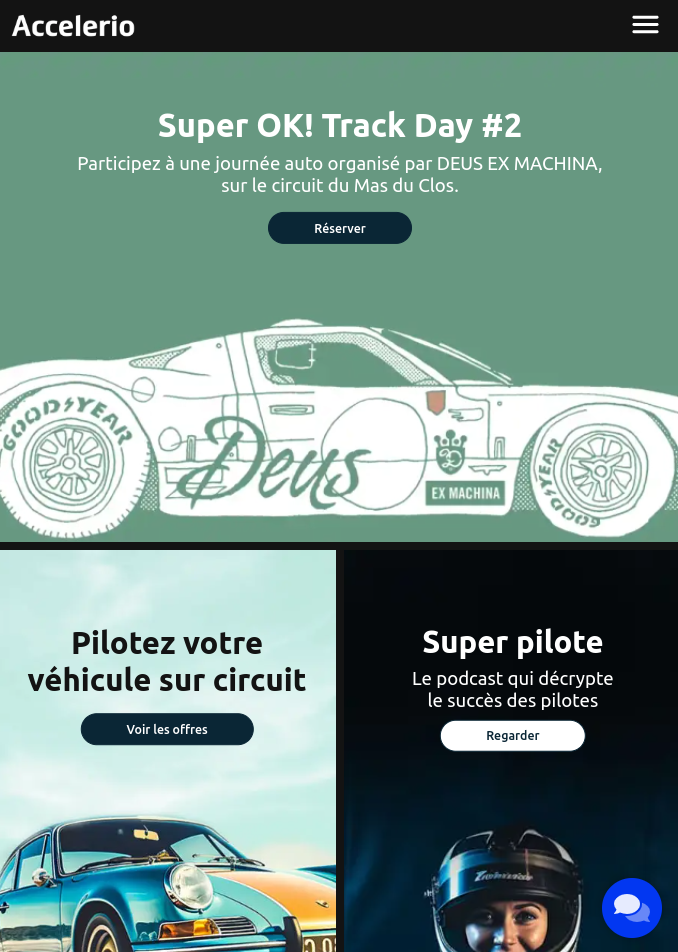 Accelerio
Super OK! Track Day #2
Participez à une journée auto organisé par DEUS EX MACHINA,
sur le circuit du Mas du Clos.
Réserver
GOODYEAR
Deus
EX MACHINA
GOODYEAR
Pilotez votre
véhicule sur circuit
Voir les offres
Super pilote
Le podcast qui décrypte
le succès des pilotes
Regarder